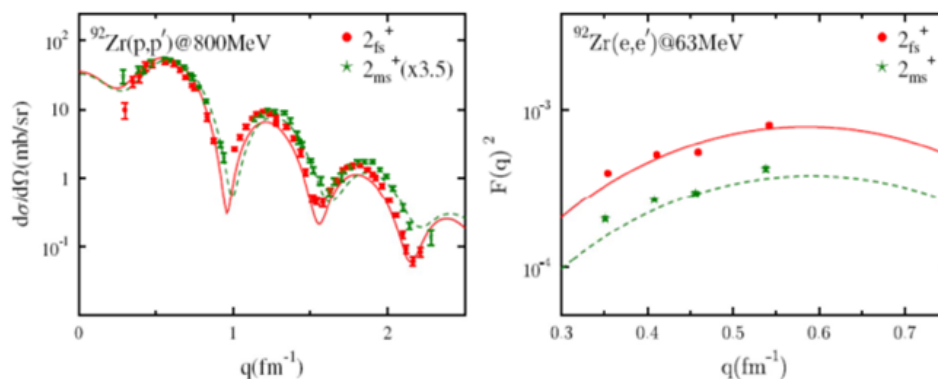 ⁹²Zr(p,p′)@800MeV
2fs⁺
2ms⁺(x3.5)
10²
10
1
10⁻¹
dσ/dΩ(mb/sr)
0 1 2
q(fm⁻¹)
⁹²Zr(e,e′)@63MeV
2fs⁺
2ms⁺
10⁻³
10⁻⁴
F(q)²
0.3 0.4 0.5 0.6 0.7
q(fm⁻¹)